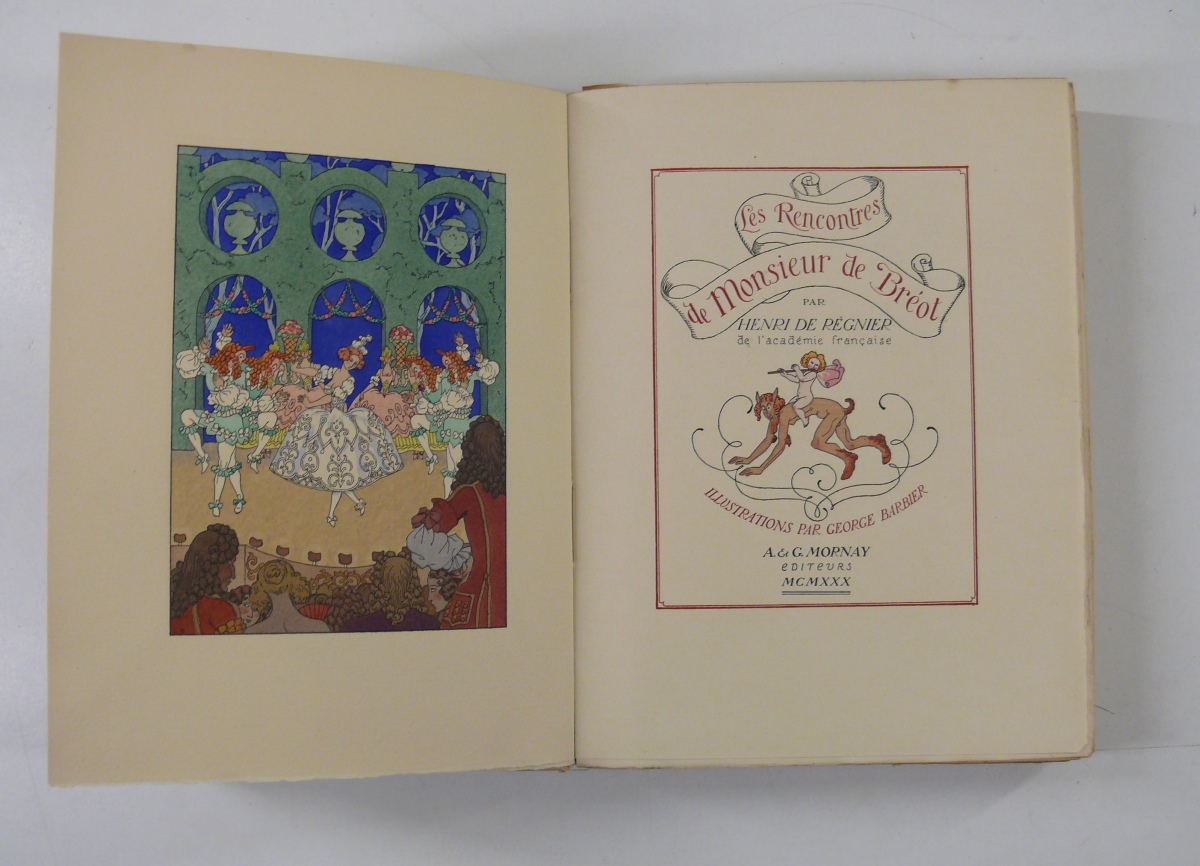 Les Rencontres
de Monsieur de Bréot
PAR
HENRI DE RÉGNIER
de l'académie française
ILLUSTRATIONS PAR GEORGE BARBIER
A. & G. MORNAY
EDITEURS
MCMXXX